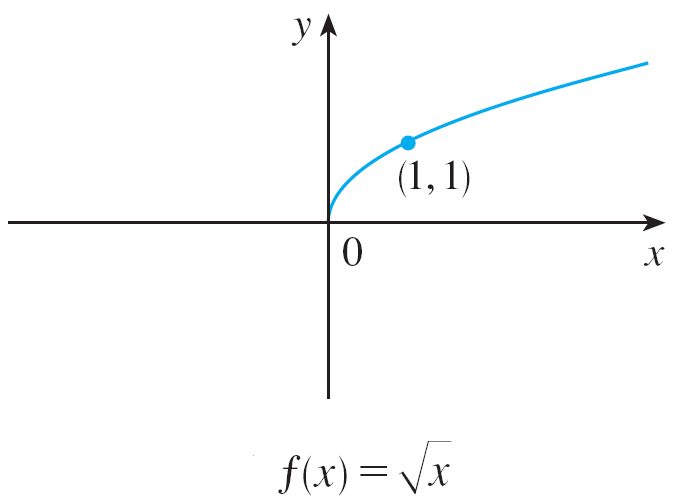 y
(1, 1)
0
x
f(x) = √x